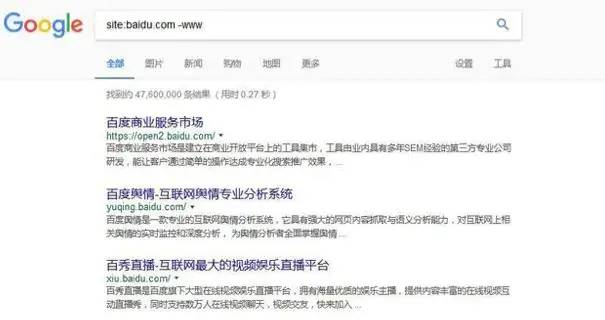 Google
site:baidu.com -www
全部 图片 新闻 购物 地图 更多 设置 工具
找到约 47,600,000 条结果 (用时 0.27 秒)
百度商业服务市场
https://open2.baidu.com/
百度商业服务市场是建立在商业开放平台上的工具集市，工具由业内具有多年SEM经验的第三方专业公司
研发，能让客户通过简单的操作达成专业化搜索推广效果，...
百度舆情-互联网舆情专业分析系统
yuqing.baidu.com/
百度舆情是一款专业的互联网舆情分析系统，它具有强大的网页内容抓取与语义分析能力，对互联网上相
关舆情的实时监控和深度分析， 为舆情分析者全面掌握舆情 ...
百秀直播-互联网最大的视频娱乐直播平台
xiu.baidu.com/
百秀直播是百度旗下大型在线视频娱乐直播平台，拥有海量优质的娱乐主播，提供内容丰富的在线视频互
动直播秀，同时支持数万人在线视频聊天，视频交友，快来加入 ...